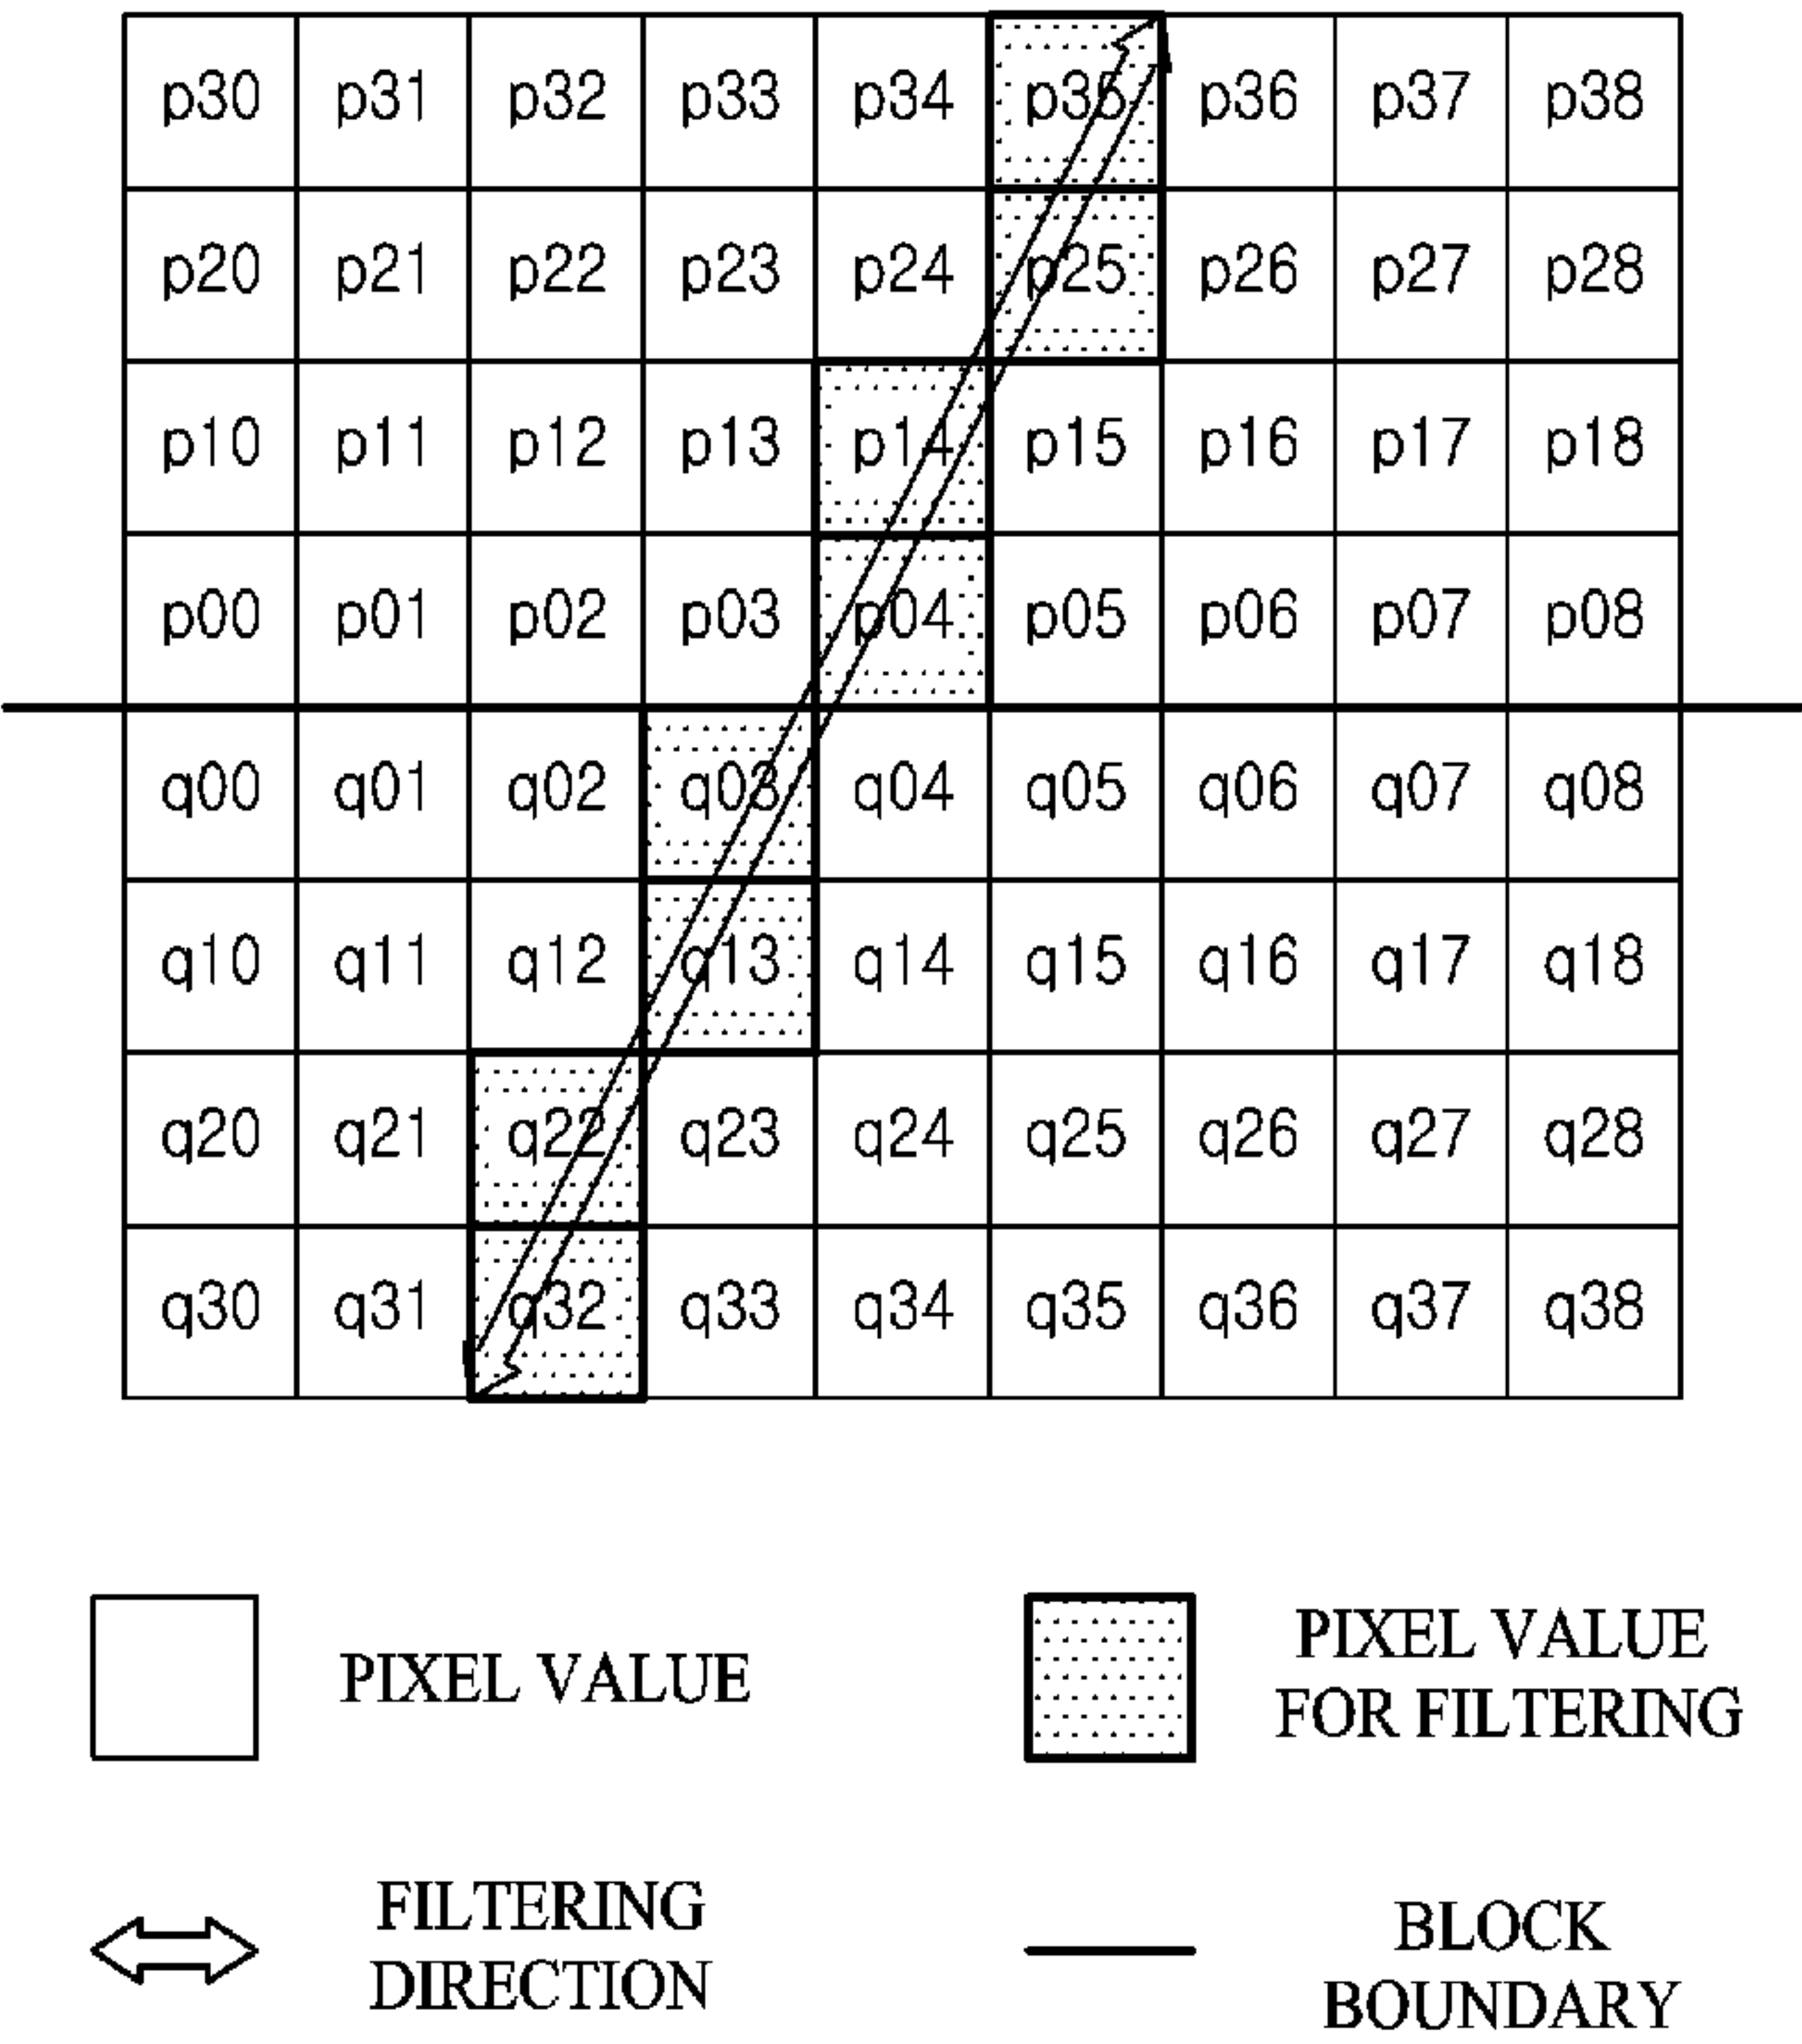 p30 p31 p32 p33 p34 p35 p36 p37 p38
p20 p21 p22 p23 p24 p25 p26 p27 p28
p10 p11 p12 p13 p14 p15 p16 p17 p18
p00 p01 p02 p03 p04 p05 p06 p07 p08
q00 q01 q02 q03 q04 q05 q06 q07 q08
q10 q11 q12 q13 q14 q15 q16 q17 q18
q20 q21 q22 q23 q24 q25 q26 q27 q28
q30 q31 q32 q33 q34 q35 q36 q37 q38
PIXEL VALUE
PIXEL VALUE
FOR FILTERING
FILTERING
DIRECTION
BLOCK
BOUNDARY